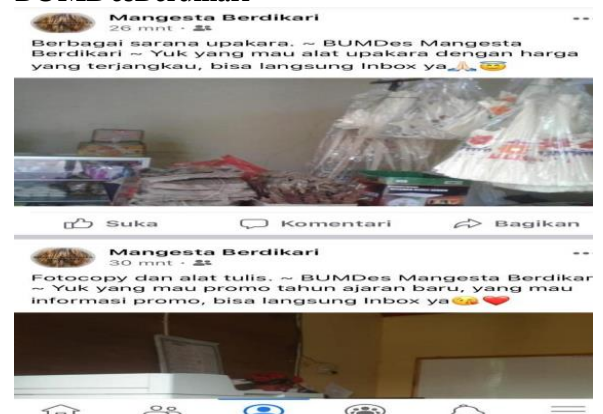 Mangesta Berdikari
26 mnt ·
Berbagai sarana upakara. ~ BUMDes Mangesta
Berdikari ~ Yuk yang mau alat upakara dengan harga
yang terjangkau, bisa langsung Inbox ya🙏😇
Suka Komentari Bagikan
Mangesta Berdikari
30 mnt ·
Fotocopy dan alat tulis. ~ BUMDes Mangesta Berdikar
~ Yuk yang mau promo tahun ajaran baru, yang mau
informasi promo, bisa langsung Inbox ya😘❤️